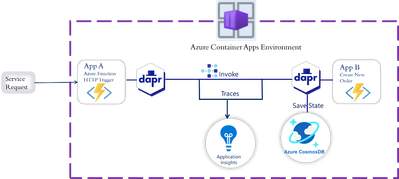 Azure Container Apps Environment
Service
Request
App A
Azure Function
HTTP Trigger
dapr
Invoke
Traces
dapr
App B
Create New
Order
Save State
Application
Insights
Azure CosmosDB